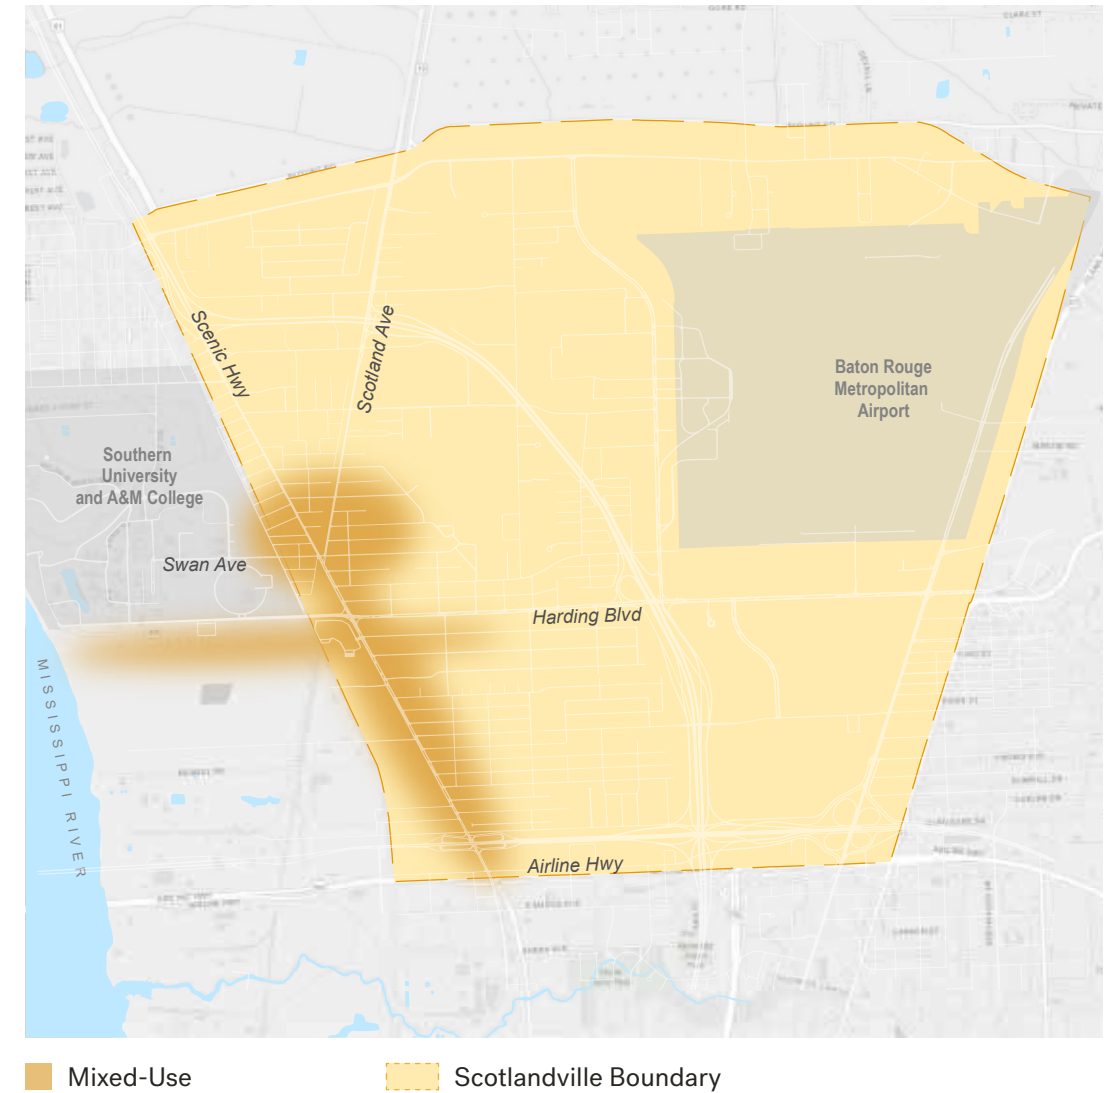 Scenic Hwy
Scotland Ave
Baton Rouge
Metropolitan
Airport
Southern
University
and A&M College
Swan Ave
Harding Blvd
MISSISSIPPI RIVER
Airline Hwy
Mixed-Use
Scotlandville Boundary